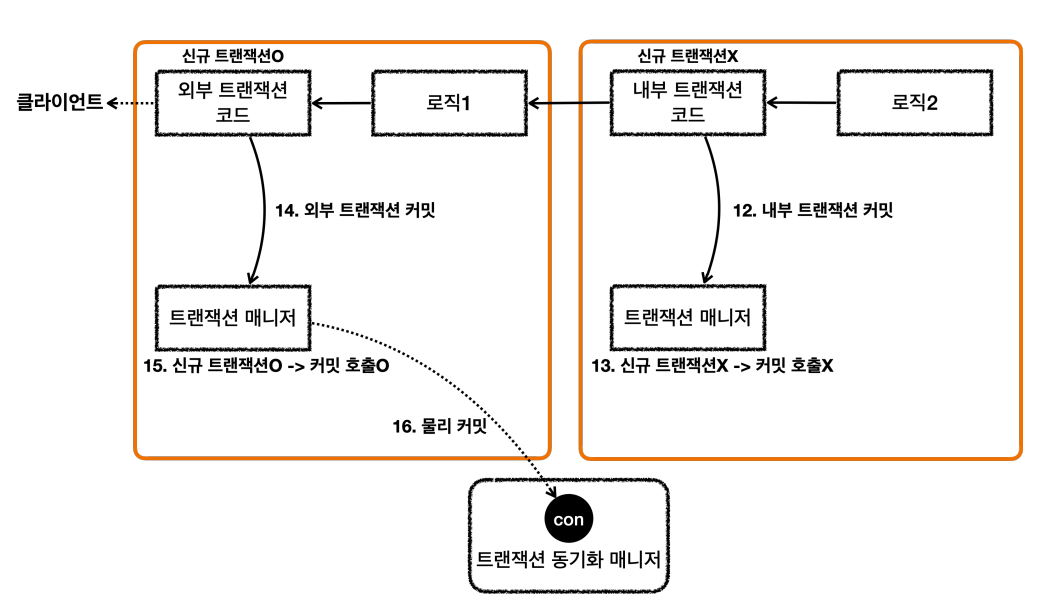 신규 트랜잭션O
신규 트랜잭션X
클라이언트
외부 트랜잭션
코드
로직1
내부 트랜잭션
코드
로직2
14. 외부 트랜잭션 커밋
12. 내부 트랜잭션 커밋
트랜잭션 매니저
트랜잭션 매니저
15. 신규 트랜잭션O -> 커밋 호출O
13. 신규 트랜잭션X -> 커밋 호출X
16. 물리 커밋
con
트랜잭션 동기화 매니저